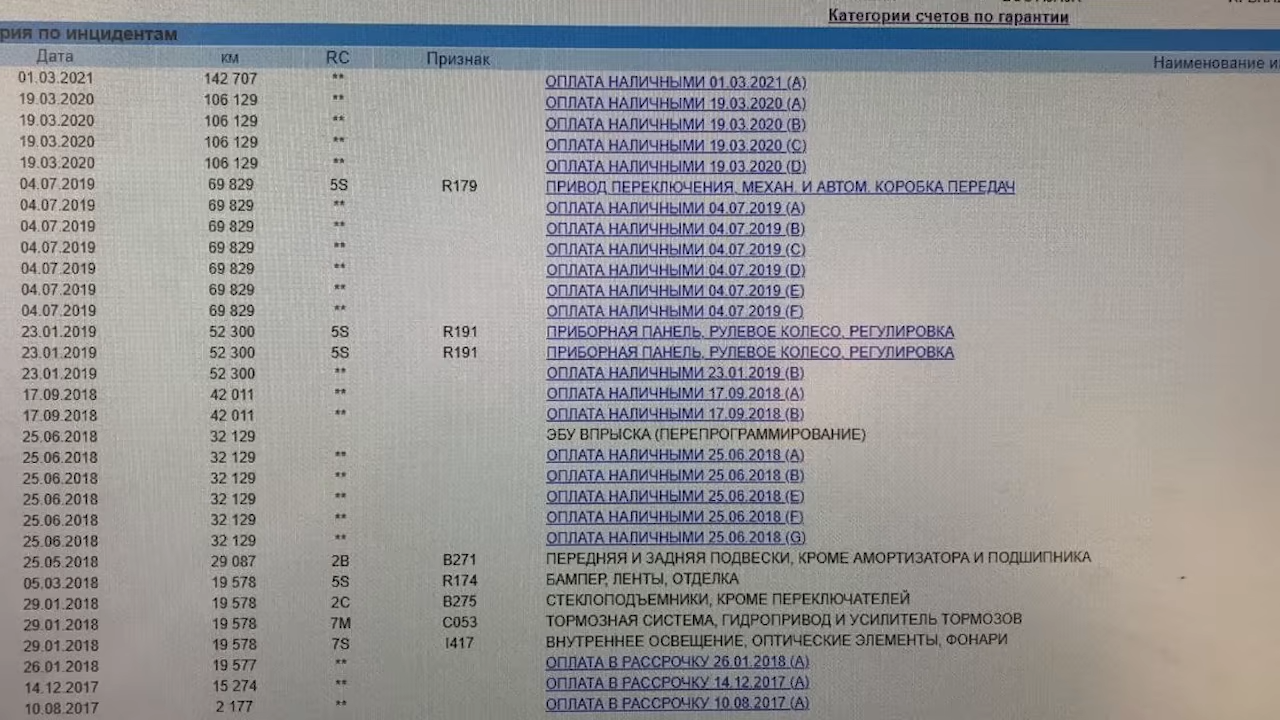 Категории счетов по гарантии
рия по инцидентам
Дата км RC Признак Наименование и
01.03.2021 142 707 ** ОПЛАТА НАЛИЧНЫМИ 01.03.2021 (A)
19.03.2020 106 129 ** ОПЛАТА НАЛИЧНЫМИ 19.03.2020 (A)
19.03.2020 106 129 ** ОПЛАТА НАЛИЧНЫМИ 19.03.2020 (B)
19.03.2020 106 129 ** ОПЛАТА НАЛИЧНЫМИ 19.03.2020 (C)
19.03.2020 106 129 ** ОПЛАТА НАЛИЧНЫМИ 19.03.2020 (D)
04.07.2019 69 829 5S R179 ПРИВОД ПЕРЕКЛЮЧЕНИЯ, МЕХАН. И АВТОМ. КОРОБКА ПЕРЕДАЧ
04.07.2019 69 829 ** ОПЛАТА НАЛИЧНЫМИ 04.07.2019 (A)
04.07.2019 69 829 ** ОПЛАТА НАЛИЧНЫМИ 04.07.2019 (B)
04.07.2019 69 829 ** ОПЛАТА НАЛИЧНЫМИ 04.07.2019 (C)
04.07.2019 69 829 ** ОПЛАТА НАЛИЧНЫМИ 04.07.2019 (D)
04.07.2019 69 829 ** ОПЛАТА НАЛИЧНЫМИ 04.07.2019 (E)
04.07.2019 69 829 ** ОПЛАТА НАЛИЧНЫМИ 04.07.2019 (F)
23.01.2019 52 300 5S R191 ПРИБОРНАЯ ПАНЕЛЬ, РУЛЕВОЕ КОЛЕСО, РЕГУЛИРОВКА
23.01.2019 52 300 5S R191 ПРИБОРНАЯ ПАНЕЛЬ, РУЛЕВОЕ КОЛЕСО, РЕГУЛИРОВКА
23.01.2019 52 300 ** ОПЛАТА НАЛИЧНЫМИ 23.01.2019 (B)
17.09.2018 42 011 ** ОПЛАТА НАЛИЧНЫМИ 17.09.2018 (A)
17.09.2018 42 011 ** ОПЛАТА НАЛИЧНЫМИ 17.09.2018 (B)
25.06.2018 32 129 ЭБУ ВПРЫСКА (ПЕРЕПРОГРАММИРОВАНИЕ)
25.06.2018 32 129 ** ОПЛАТА НАЛИЧНЫМИ 25.06.2018 (A)
25.06.2018 32 129 ** ОПЛАТА НАЛИЧНЫМИ 25.06.2018 (B)
25.06.2018 32 129 ** ОПЛАТА НАЛИЧНЫМИ 25.06.2018 (E)
25.06.2018 32 129 ** ОПЛАТА НАЛИЧНЫМИ 25.06.2018 (F)
25.06.2018 32 129 ** ОПЛАТА НАЛИЧНЫМИ 25.06.2018 (G)
25.05.2018 29 087 2B B271 ПЕРЕДНЯЯ И ЗАДНЯЯ ПОДВЕСКИ, КРОМЕ АМОРТИЗАТОРА И ПОДШИПНИКА
05.03.2018 19 578 5S R174 БАМПЕР, ЛЕНТЫ, ОТДЕЛКА
29.01.2018 19 578 2C B275 СТЕКЛОПОДЪЕМНИКИ, КРОМЕ ПЕРЕКЛЮЧАТЕЛЕЙ
29.01.2018 19 578 7M C053 ТОРМОЗНАЯ СИСТЕМА, ГИДРОПРИВОД И УСИЛИТЕЛЬ ТОРМОЗОВ
29.01.2018 19 578 7S I417 ВНУТРЕННЕЕ ОСВЕЩЕНИЕ, ОПТИЧЕСКИЕ ЭЛЕМЕНТЫ, ФОНАРИ
26.01.2018 19 577 ** ОПЛАТА В РАССРОЧКУ 26.01.2018 (A)
14.12.2017 15 274 ** ОПЛАТА В РАССРОЧКУ 14.12.2017 (A)
10.08.2017 2 177 ** ОПЛАТА В РАССРОЧКУ 10.08.2017 (A)